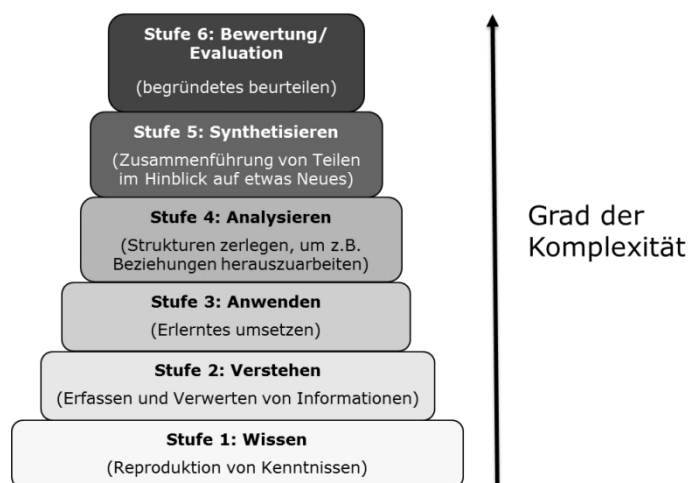 Stufe 6: Bewertung/
Evaluation
(begründetes beurteilen)
Stufe 5: Synthetisieren
(Zusammenführung von Teilen
im Hinblick auf etwas Neues)
Stufe 4: Analysieren
(Strukturen zerlegen, um z.B.
Beziehungen herauszuarbeiten)
Stufe 3: Anwenden
(Erlerntes umsetzen)
Stufe 2: Verstehen
(Erfassen und Verwerten von Informationen)
Stufe 1: Wissen
(Reproduktion von Kenntnissen)
Grad der
Komplexität